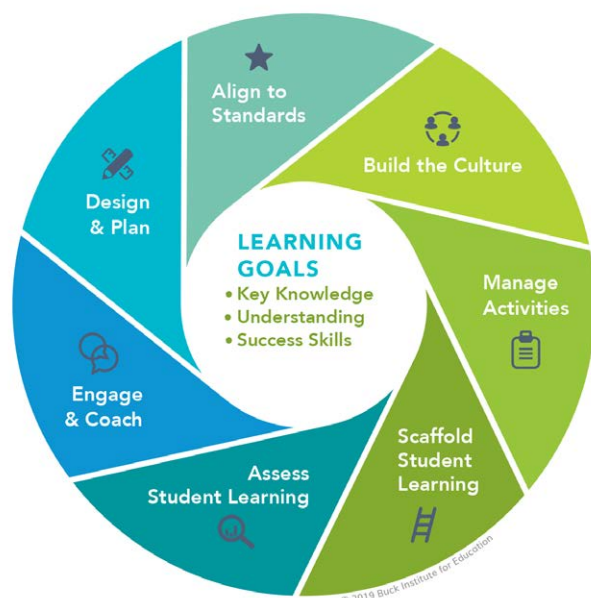 Align to
Standards
Build the Culture
Manage
Activities
Scaffold
Student
Learning
Assess
Student Learning
Engage
& Coach
Design
& Plan
LEARNING
GOALS
• Key Knowledge
• Understanding
• Success Skills
© 2019 Buck Institute for Education